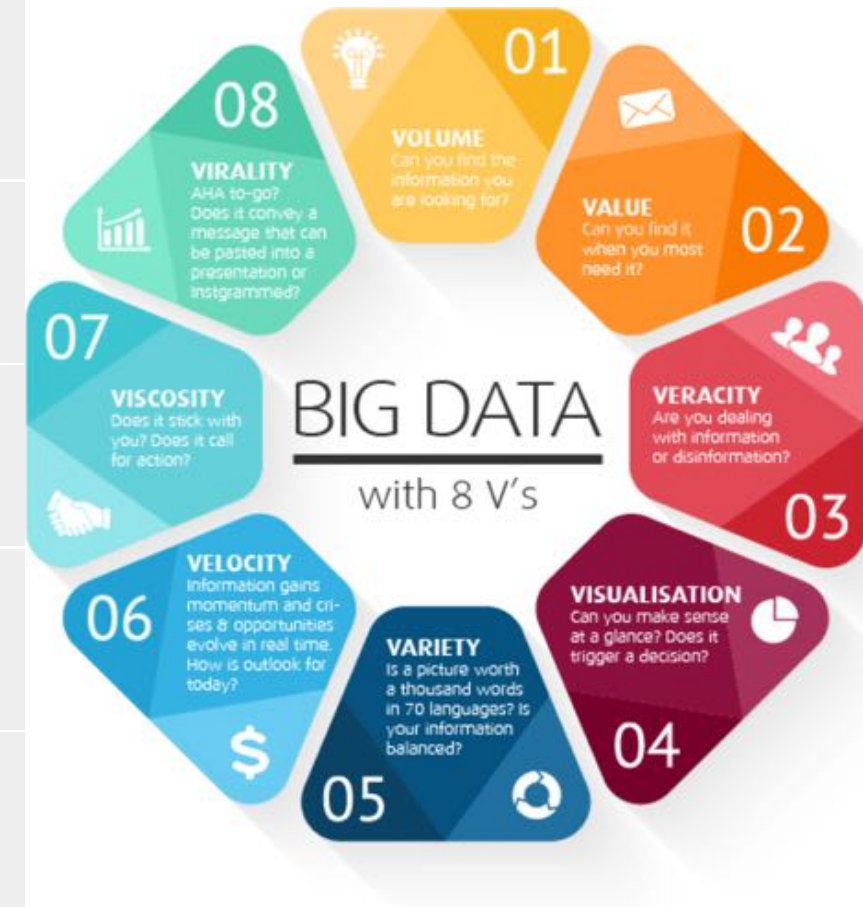 BIG DATA
with 8 V's
01
VOLUME
Can you find the
information you
are looking for?
02
VALUE
Can you find it
when you most
need it?
03
VERACITY
Are you dealing
with information
or disinformation?
04
VISUALISATION
Can you make sense
at a glance? Does it
trigger a decision?
05
VARIETY
Is a picture worth
a thousand words
in 70 languages? Is
your information
balanced?
06
VELOCITY
Information gains
momentum and cri-
ses & opportunities
evolve in real time.
How is outlook for
today?
07
VISCOSITY
Does it stick with
you? Does it call
for action?
08
VIRALITY
AHA to-go?
Does it convey a
message that can
be pasted into a
presentation or
Instgrammed?
$